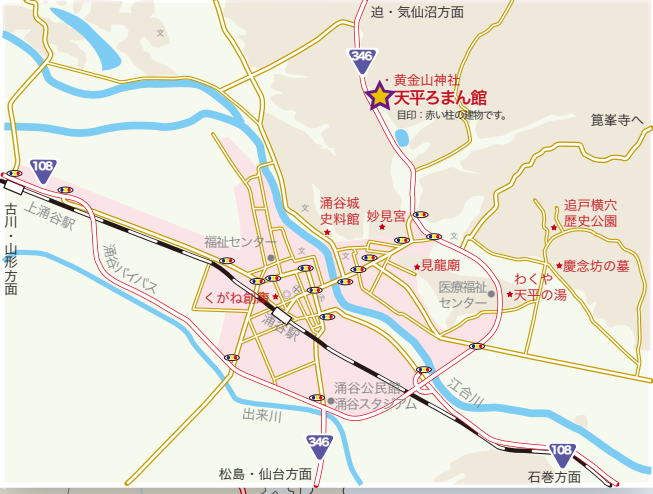 迫・気仙沼方面
346
・黄金山神社
天平ろまん館
目印：赤い柱の建物です。
箟峯寺へ
文
108
上涌谷駅
古川・山形方面
涌谷バイパス
福祉センター
文
涌谷城
史料館
妙見宮
追戸横穴
歴史公園
文
見龍廟
慶念坊の墓
医療福祉
センター
わくや
天平の湯
くがね創庫
涌谷駅
涌谷公民館
涌谷スタジアム
江合川
出来川
346
松島・仙台方面
108
石巻方面